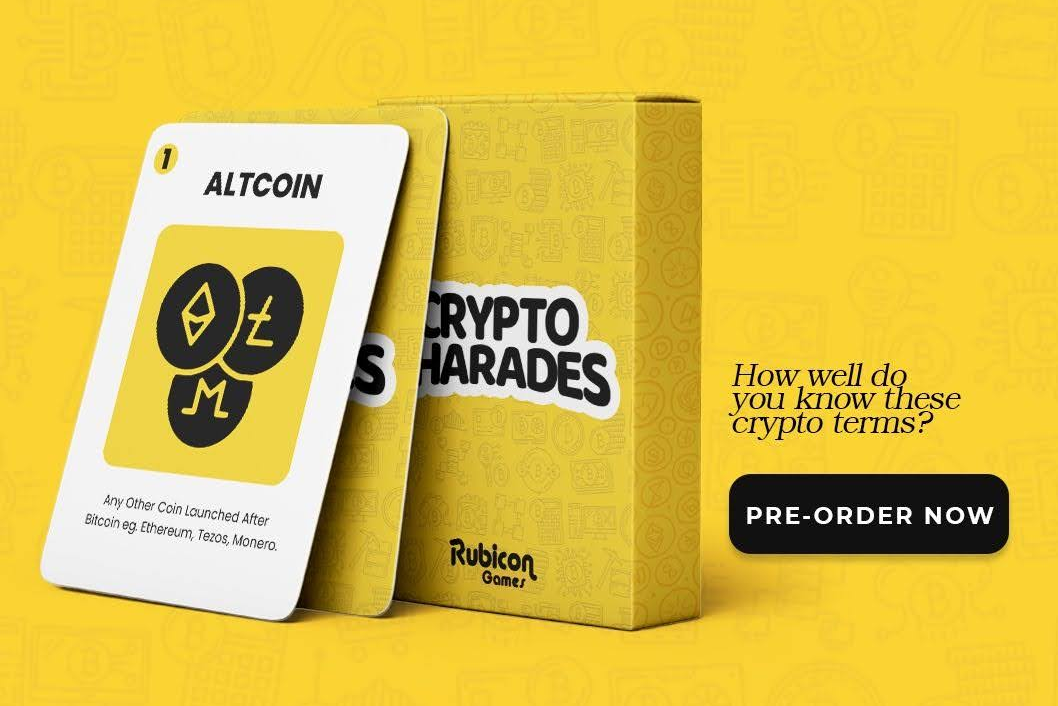 1
ALTCOIN
Any Other Coin Launched After
Bitcoin eg. Ethereum, Tezos, Monero.
S
CRYPTO
HARADES
Rubicon
Games
How well do
you know these
crypto terms?
PRE-ORDER NOW